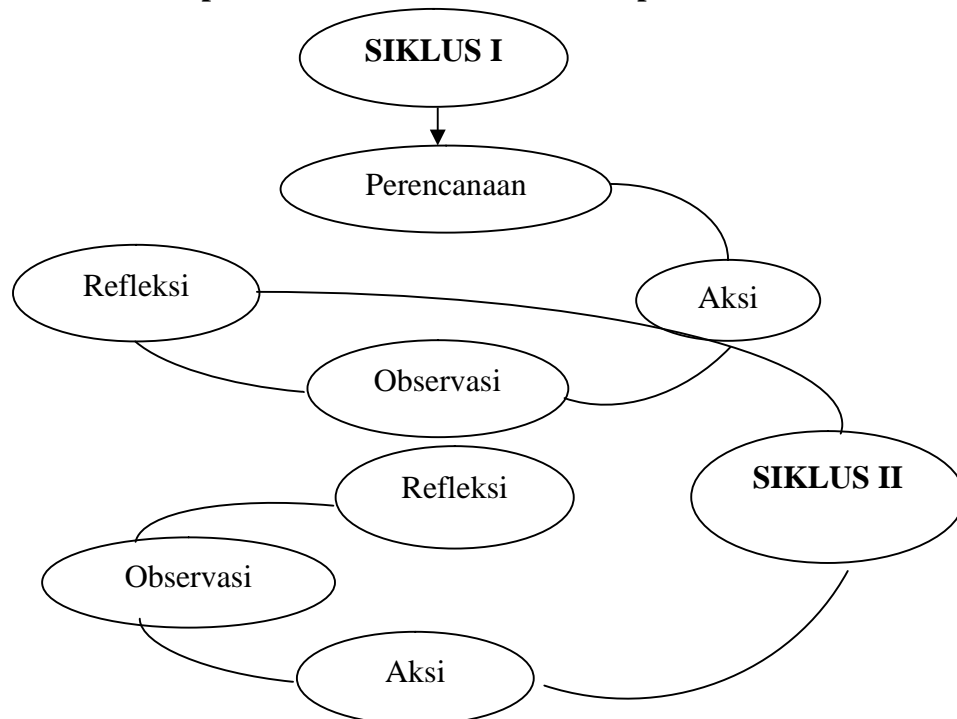 SIKLUS I
Perencanaan
Refleksi
Aksi
Observasi
Refleksi
SIKLUS II
Observasi
Aksi